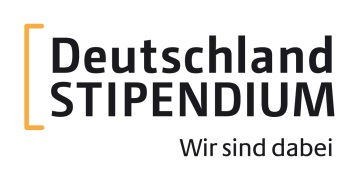 Deutschland
STIPENDIUM
Wir sind dabei